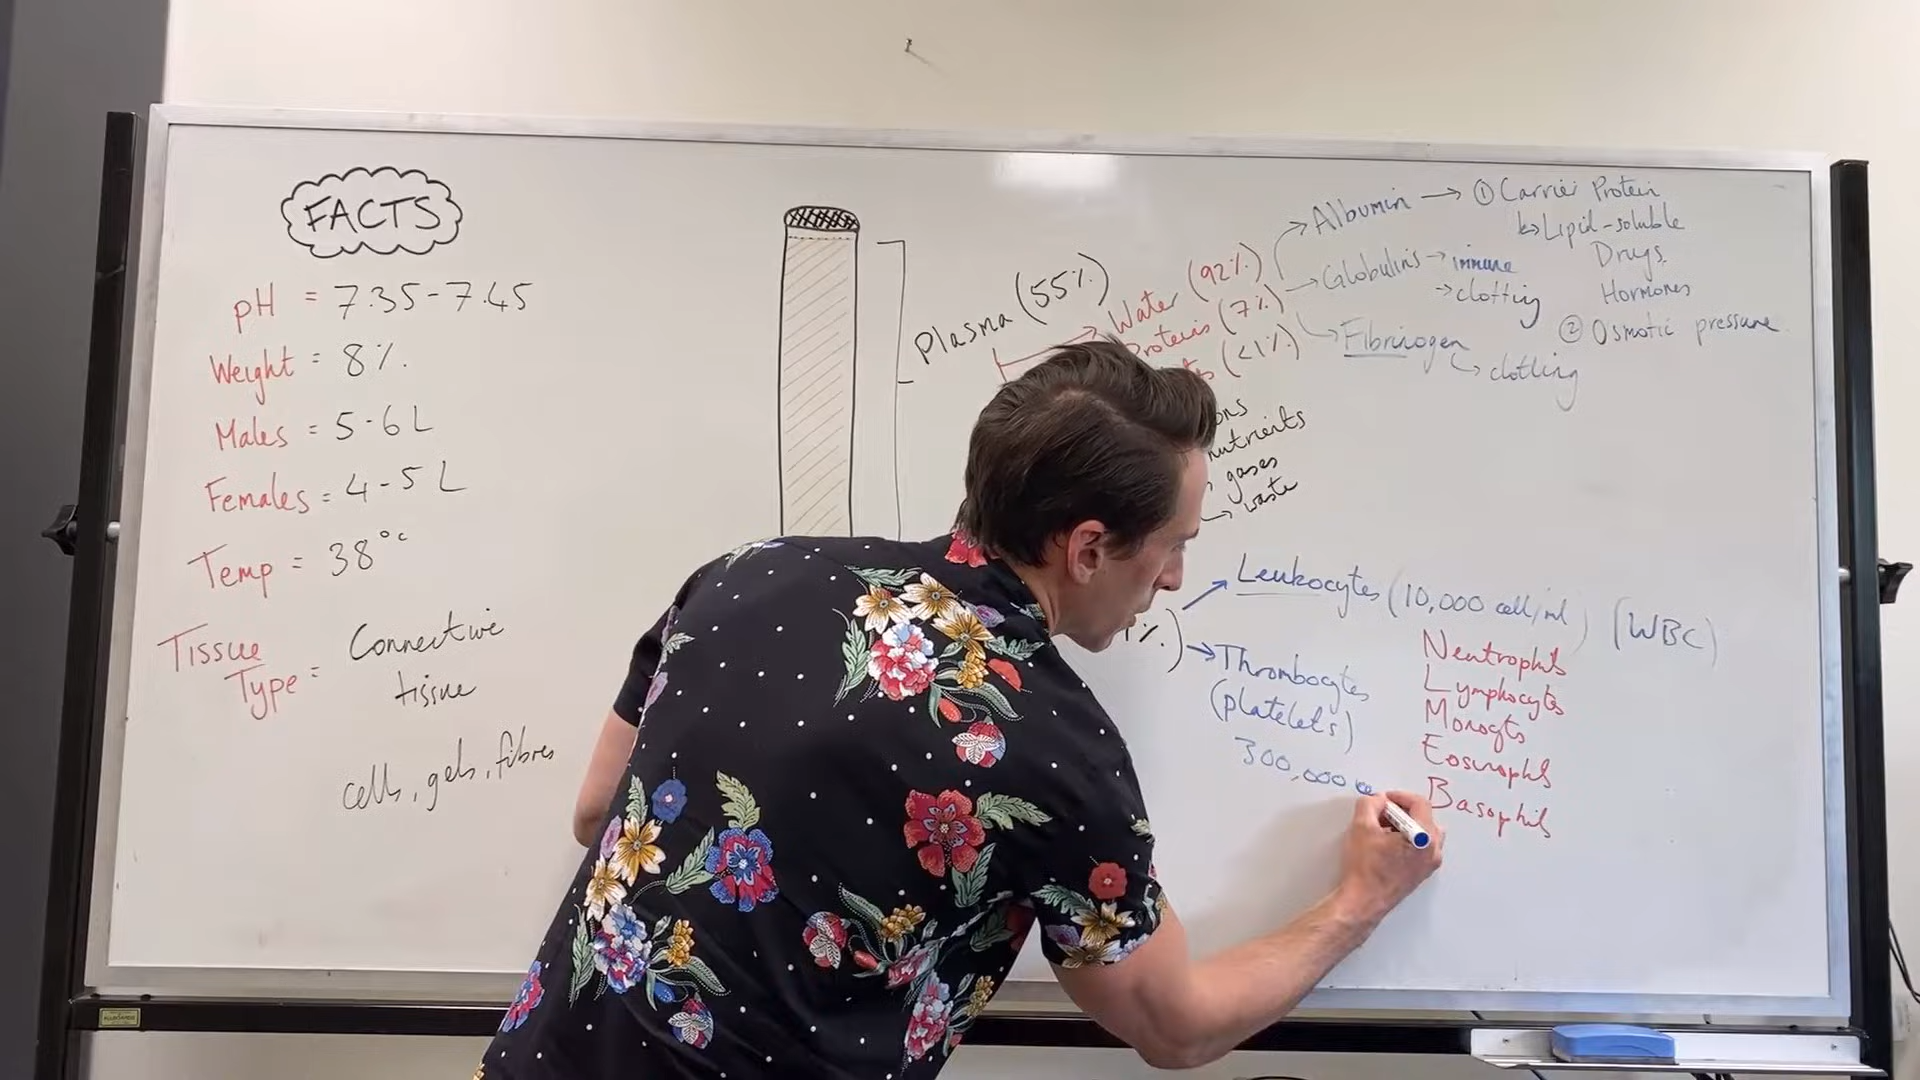 FACTS
pH = 7.35-7.45
Weight = 8%.
Males = 5-6 L
Females = 4-5 L
Temp = 38°c
Tissue Type = Connective tissue
cells, gels, fibres
Plasma (55%)
Water (92%)
Proteins (7%)
(<1%)
nutrients
gases
waste
Albumin → ① Carrier Protein
↳ Lipid-soluble
Drugs
Hormones
② Osmotic pressure
Globulins → immune
→ clotting
Fibrinogen
↳ clotting
1%)
Leukocytes (10,000 cell/ml) (WBC)
Neutrophils
Lymphocytes
Monocyts
Eosinophils
Basophils
Thrombocytes
(platelets)
300,000 ce